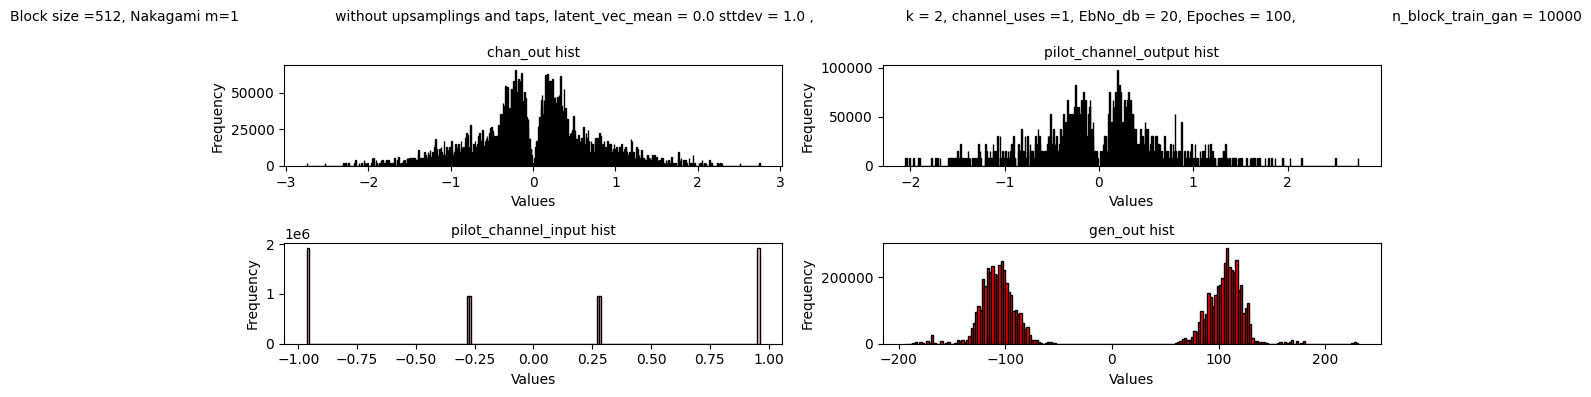 Block size =512, Nakagami m=1 without upsamplings and taps, latent_vec_mean = 0.0 sttdev = 1.0 , k = 2, channel_uses =1, EbNo_db = 20, Epoches = 100, n_block_train_gan = 10000
chan_out hist
Frequency
50000
25000
0
−3 −2 −1 0 1 2 3
Values
pilot_channel_output hist
Frequency
100000
50000
0
−2 −1 0 1 2
Values
pilot_channel_input hist
1e6
Frequency
2
1
0
−1.00 −0.75 −0.50 −0.25 0.00 0.25 0.50 0.75 1.00
Values
gen_out hist
Frequency
200000
0
−200 −100 0 100 200
Values